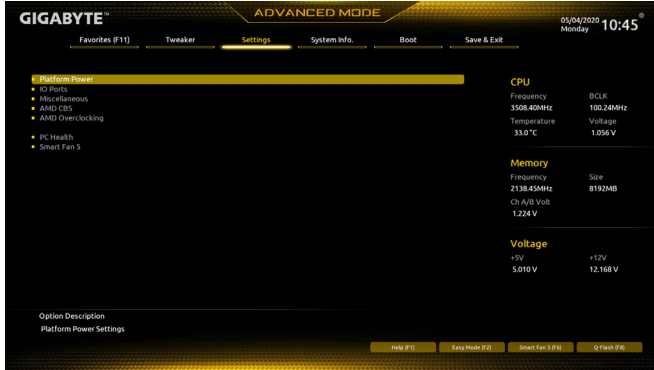 GIGABYTE™
ADVANCED MODE
05/04/2020
Monday
10:45
Favorites (F11) Tweaker Settings System Info. Boot Save & Exit
Platform Power
IO Ports
Miscellaneous
AMD CBS
AMD Overclocking
PC Health
Smart Fan 5
CPU
Frequency BCLK
3508.40MHz 100.24MHz
Temperature Voltage
33.0 °C 1.056 V
Memory
Frequency Size
2138.45MHz 8192MB
Ch A/B Volt
1.224 V
Voltage
+5V +12V
5.010 V 12.168 V
Option Description
Platform Power Settings
Help (F1) Easy Mode (F2) Smart Fan 5 (F6) Q-Flash (F8)